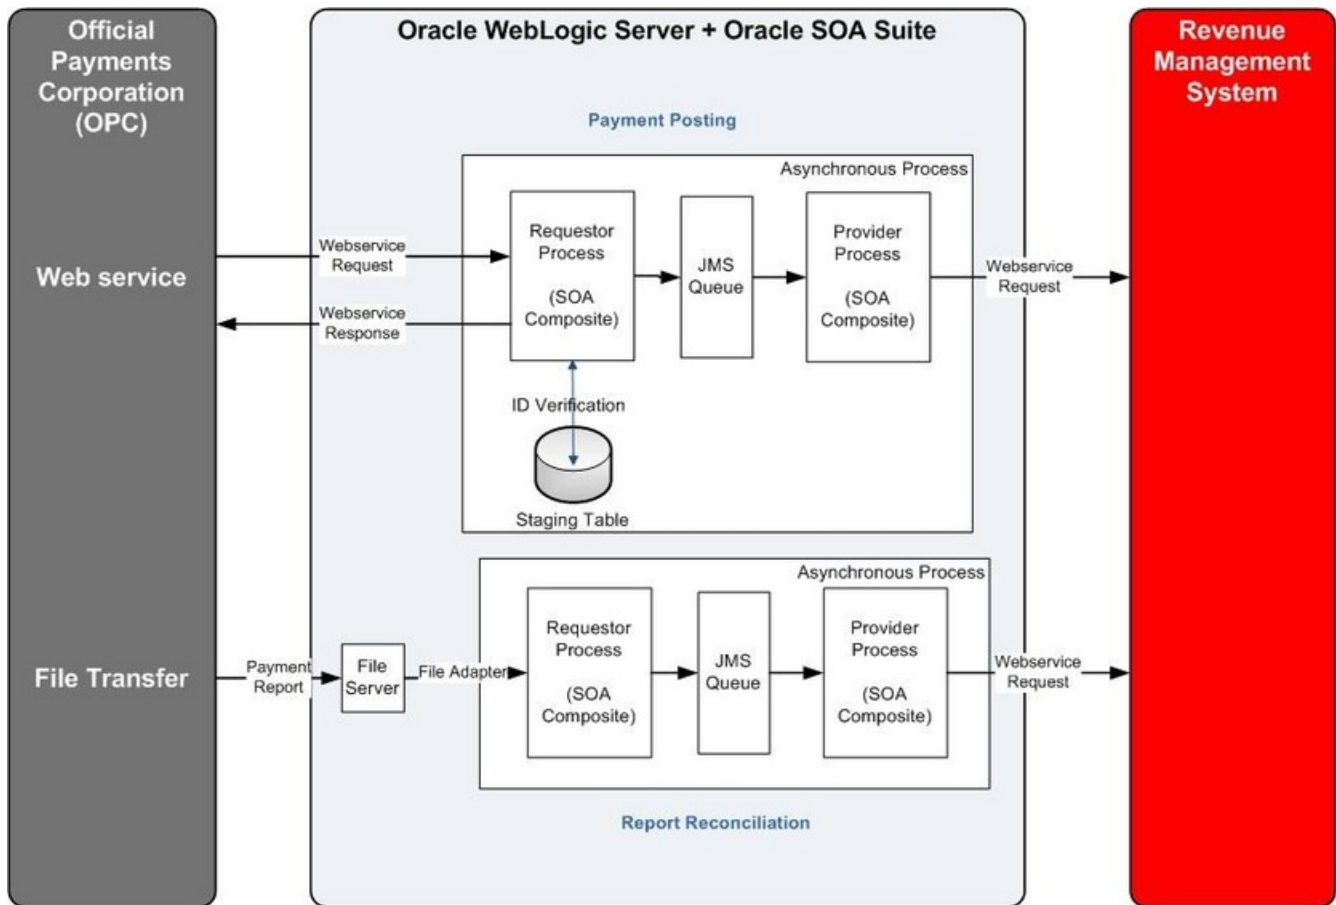 Official
Payments
Corporation
(OPC)
Web service
File Transfer
Oracle WebLogic Server + Oracle SOA Suite
Payment Posting
Asynchronous Process
Webservice
Request
Webservice
Response
Requestor
Process
(SOA
Composite)
JMS
Queue
Provider
Process
(SOA
Composite)
Webservice
Request
ID Verification
Staging Table
Asynchronous Process
Payment
Report
File
Server
File Adapter
Requestor
Process
(SOA
Composite)
JMS
Queue
Provider
Process
(SOA
Composite)
Webservice
Request
Report Reconciliation
Revenue
Management
System